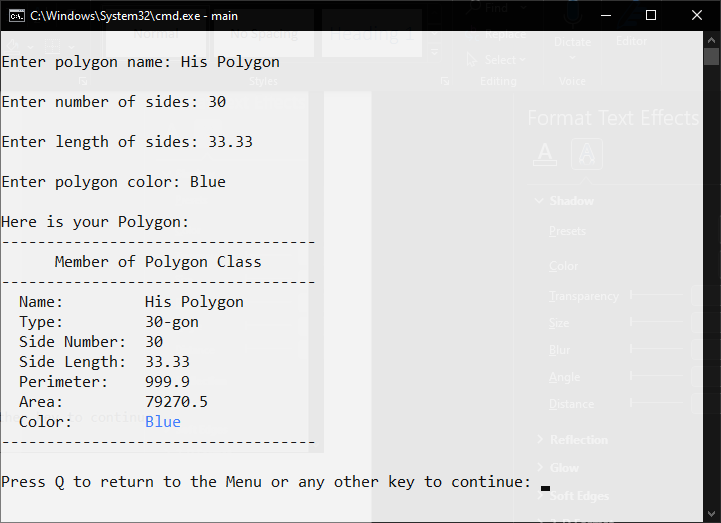 C:\Windows\System32\cmd.exe - main
Find
Normal
No Spacing
Heading 1
Replace
Select
Dictate
Editor
Styles
Editing
Voice
Enter polygon name: His Polygon
Enter number of sides: 30
Enter length of sides: 33.33
Enter polygon color: Blue
Here is your Polygon:
-----------------------------------
Member of Polygon Class
-----------------------------------
Name: His Polygon
Type: 30-gon
Side Number: 30
Side Length: 33.33
Perimeter: 999.9
Area: 79270.5
Color: Blue
-----------------------------------
Press Q to return to the Menu or any other key to continue:
Format Text Effects
Shadow
Presets
Color
Transparency
Size
Blur
Angle
Distance
Reflection
Glow
Soft Edges